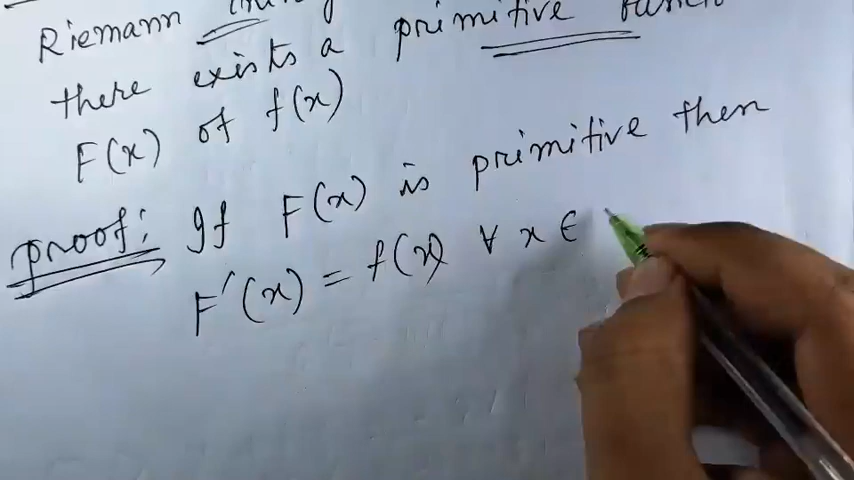 Riemann
there exists a primitive
F(x) of f(x)
proof: If F(x) is primitive then
F'(x) = f(x) ∀ x ∈